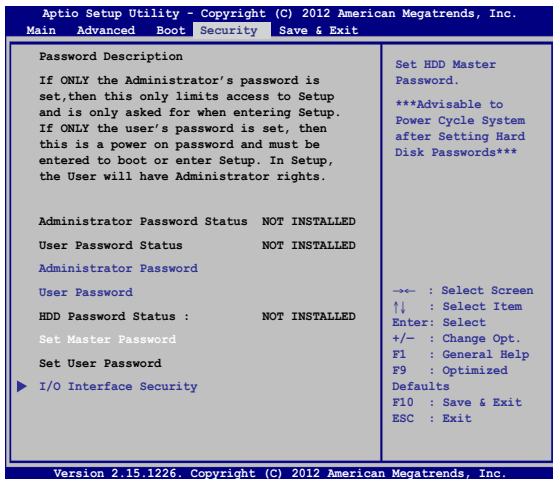 Aptio Setup Utility - Copyright (C) 2012 American Megatrends, Inc.
Main Advanced Boot Security Save & Exit
Password Description
If ONLY the Administrator's password is
set,then this only limits access to Setup
and is only asked for when entering Setup.
If ONLY the user's password is set, then
this is a power on password and must be
entered to boot or enter Setup. In Setup,
the User will have Administrator rights.
Administrator Password Status NOT INSTALLED
User Password Status NOT INSTALLED
Administrator Password
User Password
HDD Password Status : NOT INSTALLED
Set Master Password
Set User Password
I/O Interface Security
Set HDD Master
Password.
***Advisable to
Power Cycle System
after Setting Hard
Disk Passwords***
→← : Select Screen
↑↓ : Select Item
Enter: Select
+/— : Change Opt.
F1 : General Help
F9 : Optimized
Defaults
F10 : Save & Exit
ESC : Exit
Version 2.15.1226. Copyright (C) 2012 American Megatrends, Inc.